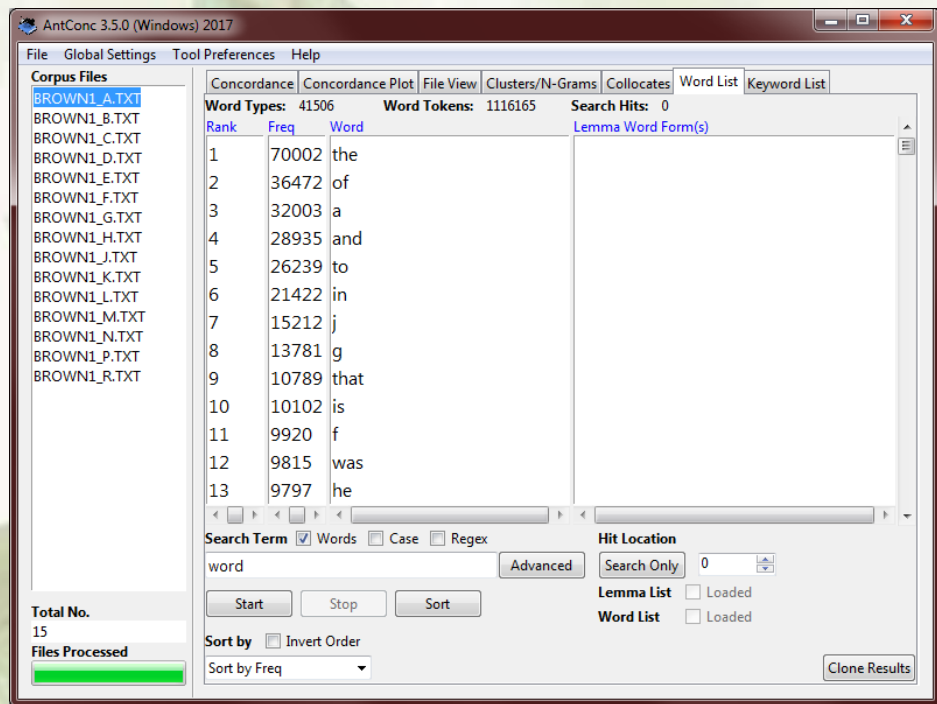 AntConc 3.5.0 (Windows) 2017
File Global Settings Tool Preferences Help
Corpus Files
BROWN1_A.TXT
BROWN1_B.TXT
BROWN1_C.TXT
BROWN1_D.TXT
BROWN1_E.TXT
BROWN1_F.TXT
BROWN1_G.TXT
BROWN1_H.TXT
BROWN1_J.TXT
BROWN1_K.TXT
BROWN1_L.TXT
BROWN1_M.TXT
BROWN1_N.TXT
BROWN1_P.TXT
BROWN1_R.TXT
Total No.
15
Files Processed
Concordance Concordance Plot File View Clusters/N-Grams Collocates Word List Keyword List
Word Types: 41506 Word Tokens: 1116165 Search Hits: 0
Rank Freq Word Lemma Word Form(s)
1 70002 the
2 36472 of
3 32003 a
4 28935 and
5 26239 to
6 21422 in
7 15212 j
8 13781 g
9 10789 that
10 10102 is
11 9920 f
12 9815 was
13 9797 he
Search Term Words Case Regex Hit Location
word Advanced Search Only 0
Start Stop Sort Lemma List Loaded
Word List Loaded
Sort by Invert Order
Sort by Freq Clone Results